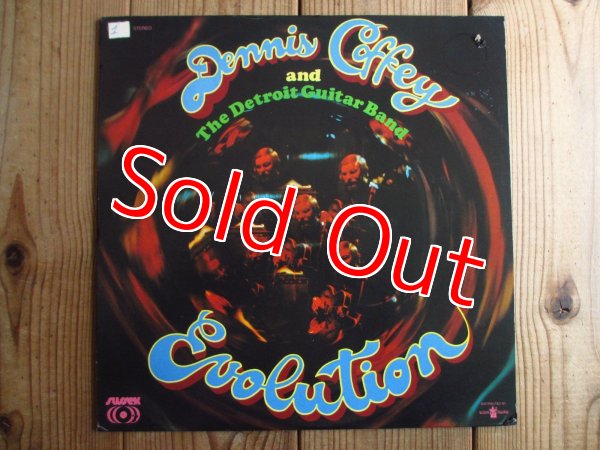 STEREO
Dennis Coffey
and
The Detroit Guitar Band
Sold Out
Evolution
SUSSEX